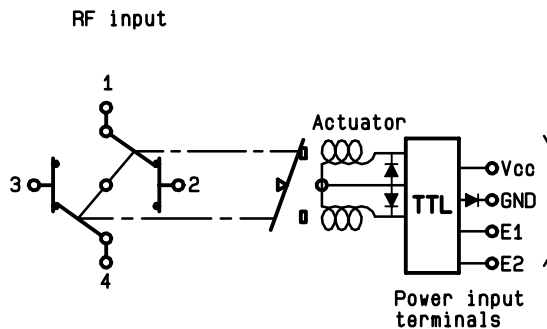 RF input
1
Actuator
3
2
4
TTL
Vcc
GND
E1
E2
Power input
terminals